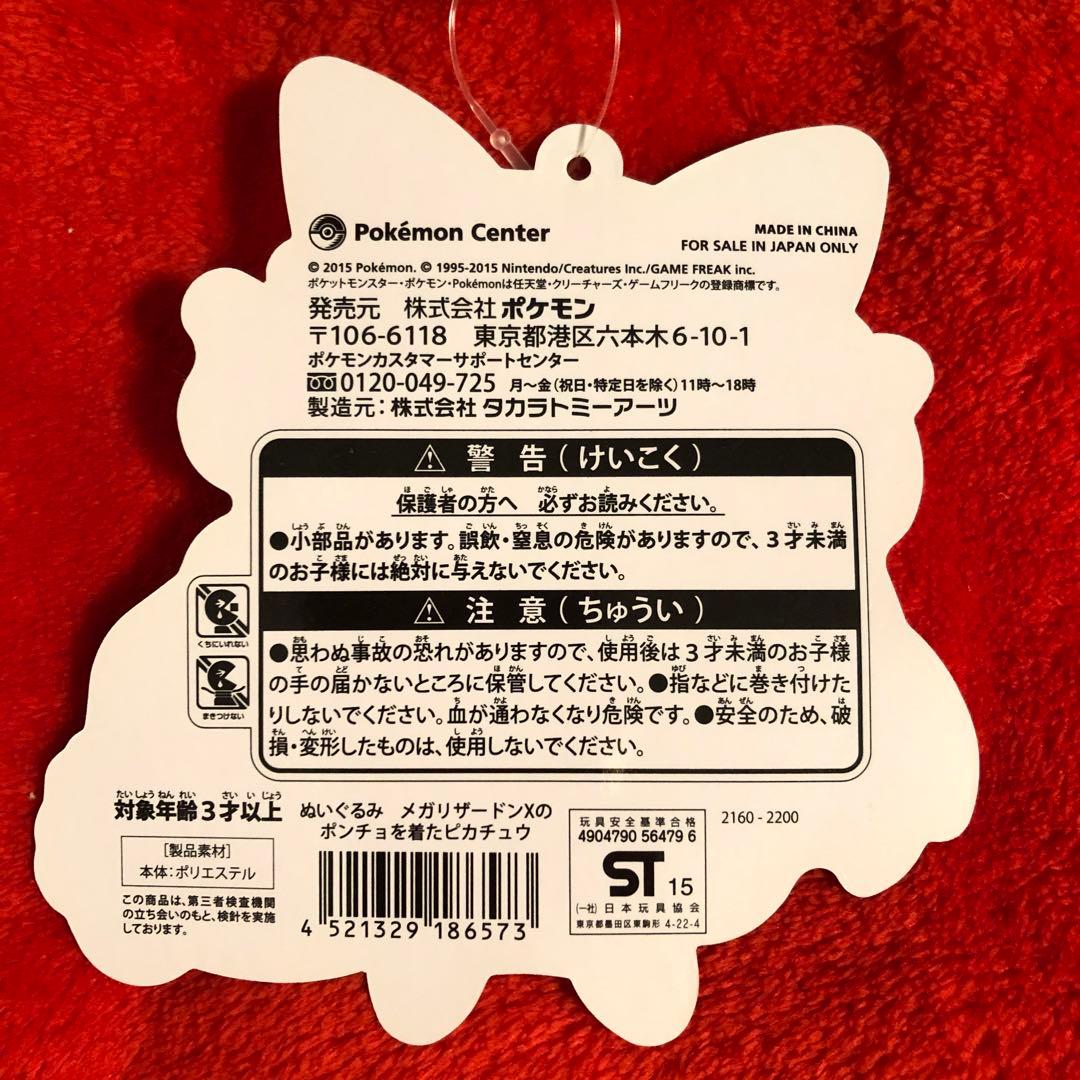 Pokémon Center
MADE IN CHINA
FOR SALE IN JAPAN ONLY
© 2015 Pokémon. © 1995-2015 Nintendo/Creatures Inc./GAME FREAK inc.
ポケットモンスター・ポケモン・Pokémonは任天堂・クリーチャーズ・ゲームフリークの登録商標です。
発売元 株式会社ポケモン
〒106-6118 東京都港区六本木6-10-1
ポケモンカスタマーサポートセンター
0120-049-725 月〜金(祝日・特定日を除く)11時〜18時
製造元:株式会社 タカラトミーアーツ
⚠ 警 告(けいこく)
保護者の方へ 必ずお読みください。
●小部品があります。誤飲・窒息の危険がありますので、3才未満
のお子様には絶対に与えないでください。
⚠ 注 意(ちゅうい)
●思わぬ事故の恐れがありますので、使用後は3才未満のお子様
の手の届かないところに保管してください。●指などに巻き付けた
りしないでください。血が通わなくなり危険です。●安全のため、破
損・変形したものは、使用しないでください。
くちにいれない
まきつけない
対象年齢3才以上
[製品素材]
本体:ポリエステル
この商品は、第三者検査機関
の立ち会いのもと、検針を実施
しております。
ぬいぐるみ メガリザードンXの
ポンチョを着たピカチュウ
4 521329 186573
玩具安全基準合格
4904790 56479 6
ST 15
(一社)日本玩具協会
東京都墨田区東駒形 4-22-4
2160 - 2200